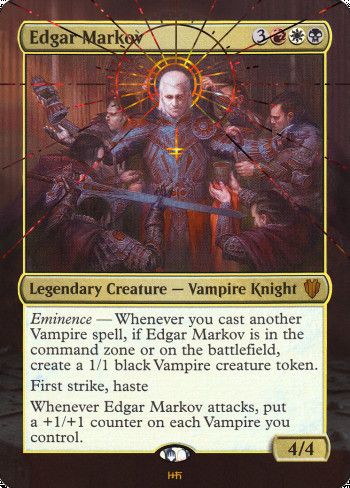 Edgar Markov 3
Legendary Creature — Vampire Knight
Eminence — Whenever you cast another
Vampire spell, if Edgar Markov is in the
command zone or on the battlefield,
create a 1/1 black Vampire creature token.
First strike, haste
Whenever Edgar Markov attacks, put
a +1/+1 counter on each Vampire you
control.
4/4